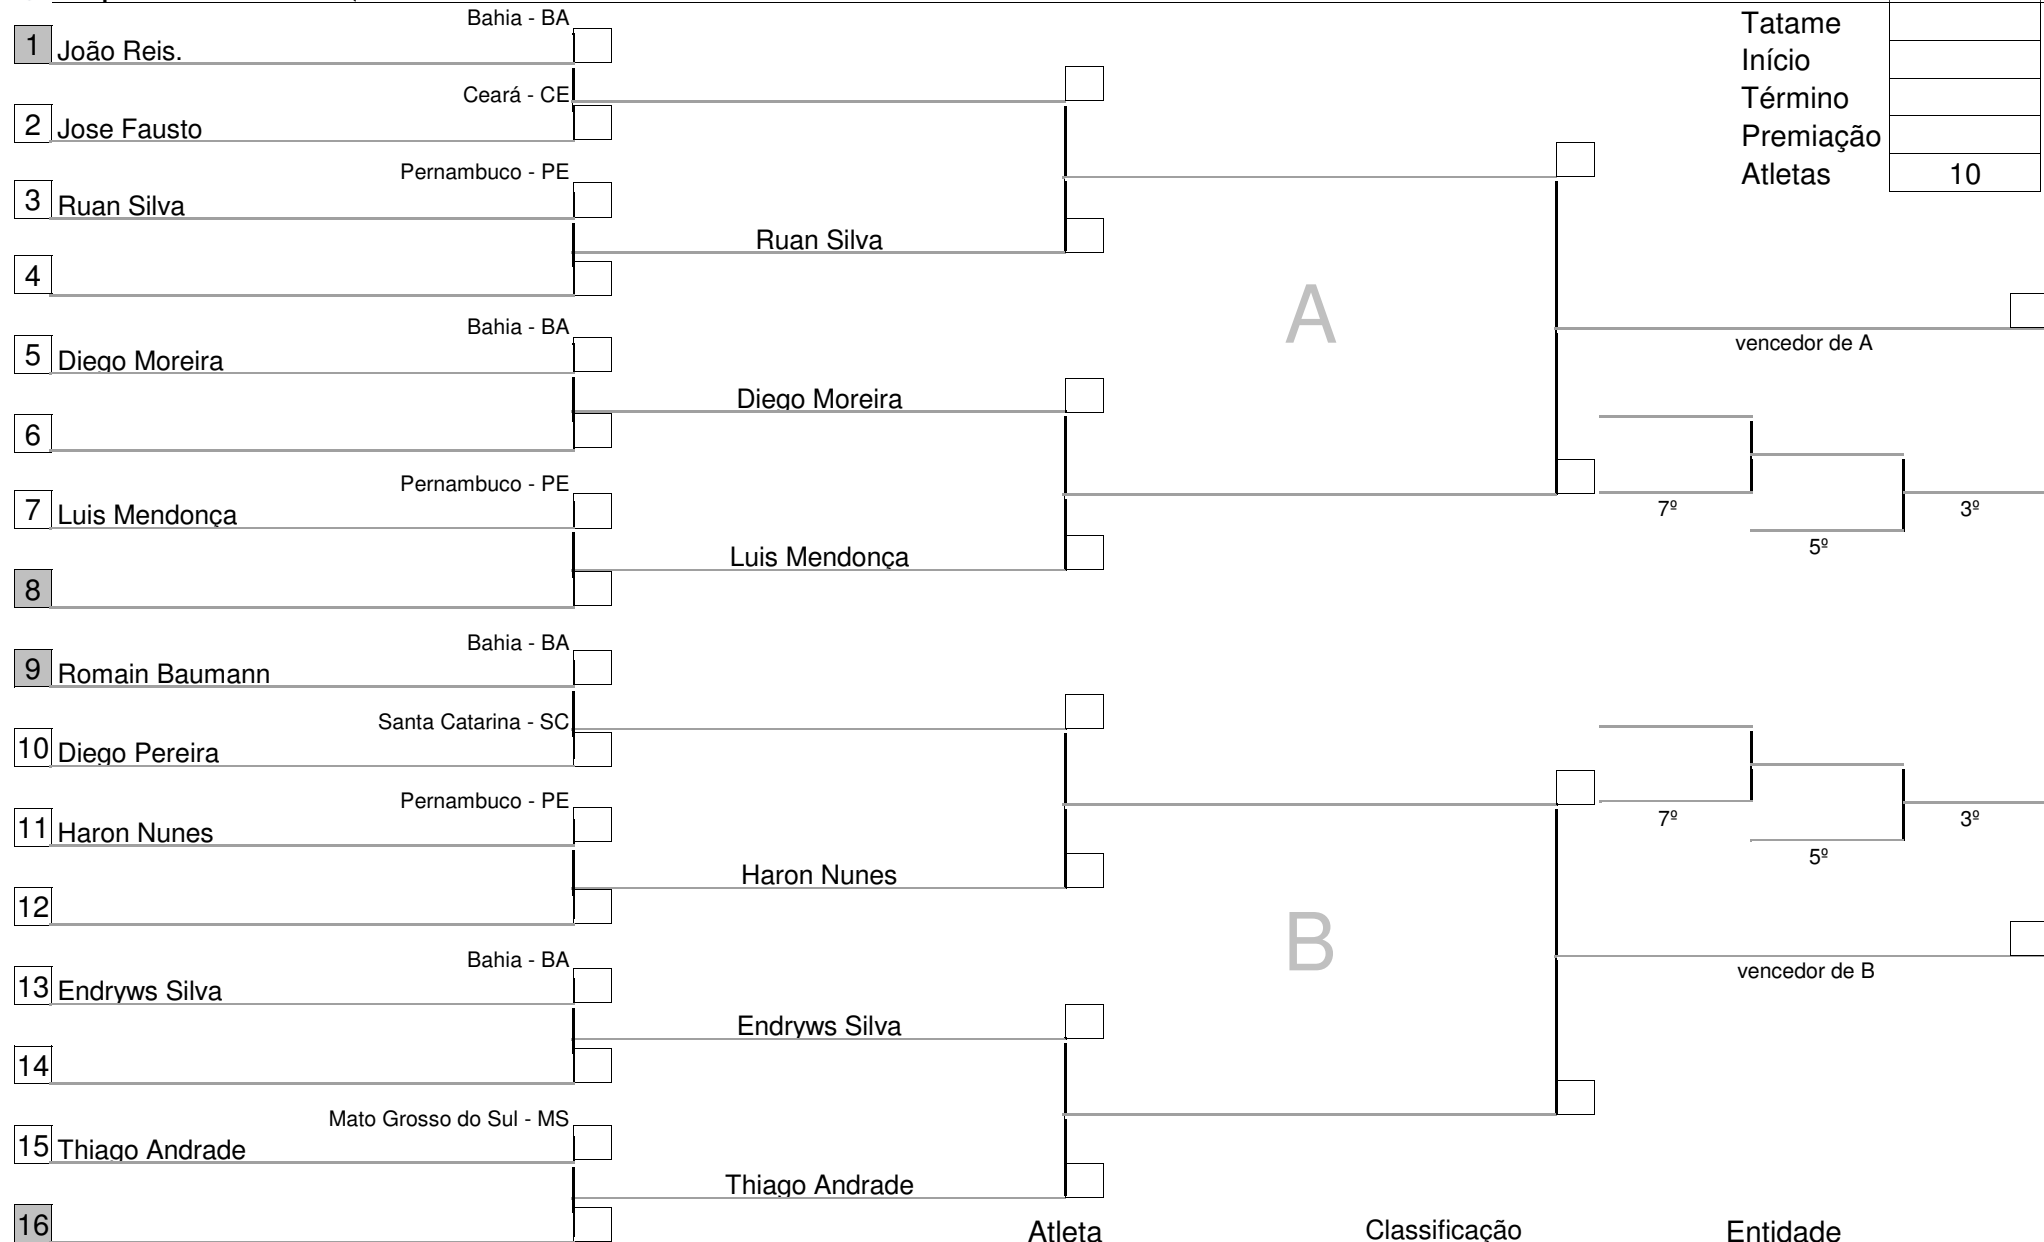 Bahia - BA
1 João Reis.
Ceará - CE
2 Jose Fausto
Pernambuco - PE
3 Ruan Silva
Ruan Silva
4
Bahia - BA
5 Diego Moreira
Diego Moreira
6
Pernambuco - PE
7 Luis Mendonça
Luis Mendonça
8
Bahia - BA
9 Romain Baumann
Santa Catarina - SC
10 Diego Pereira
Pernambuco - PE
11 Haron Nunes
Haron Nunes
12
Bahia - BA
13 Endryws Silva
Endryws Silva
14
Mato Grosso do Sul - MS
15 Thiago Andrade
Thiago Andrade
16
A
B
Tatame
Início
Término
Premiação
Atletas 10
vencedor de A
7º
3º
5º
7º
3º
5º
vencedor de B
Atleta Classificação Entidade